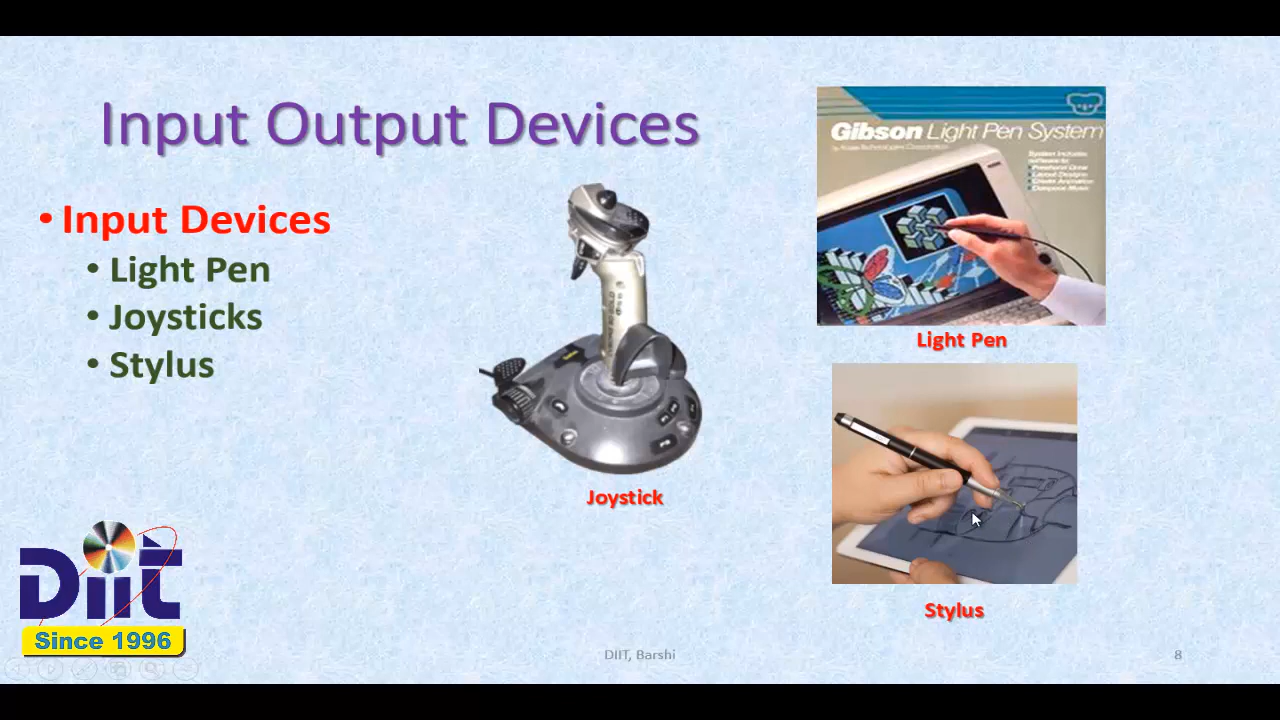 Input Output Devices
• Input Devices
• Light Pen
• Joysticks
• Stylus
Joystick
Gibson Light Pen System
Light Pen
Stylus
DiiT
Since 1996
DIIT, Barshi
8